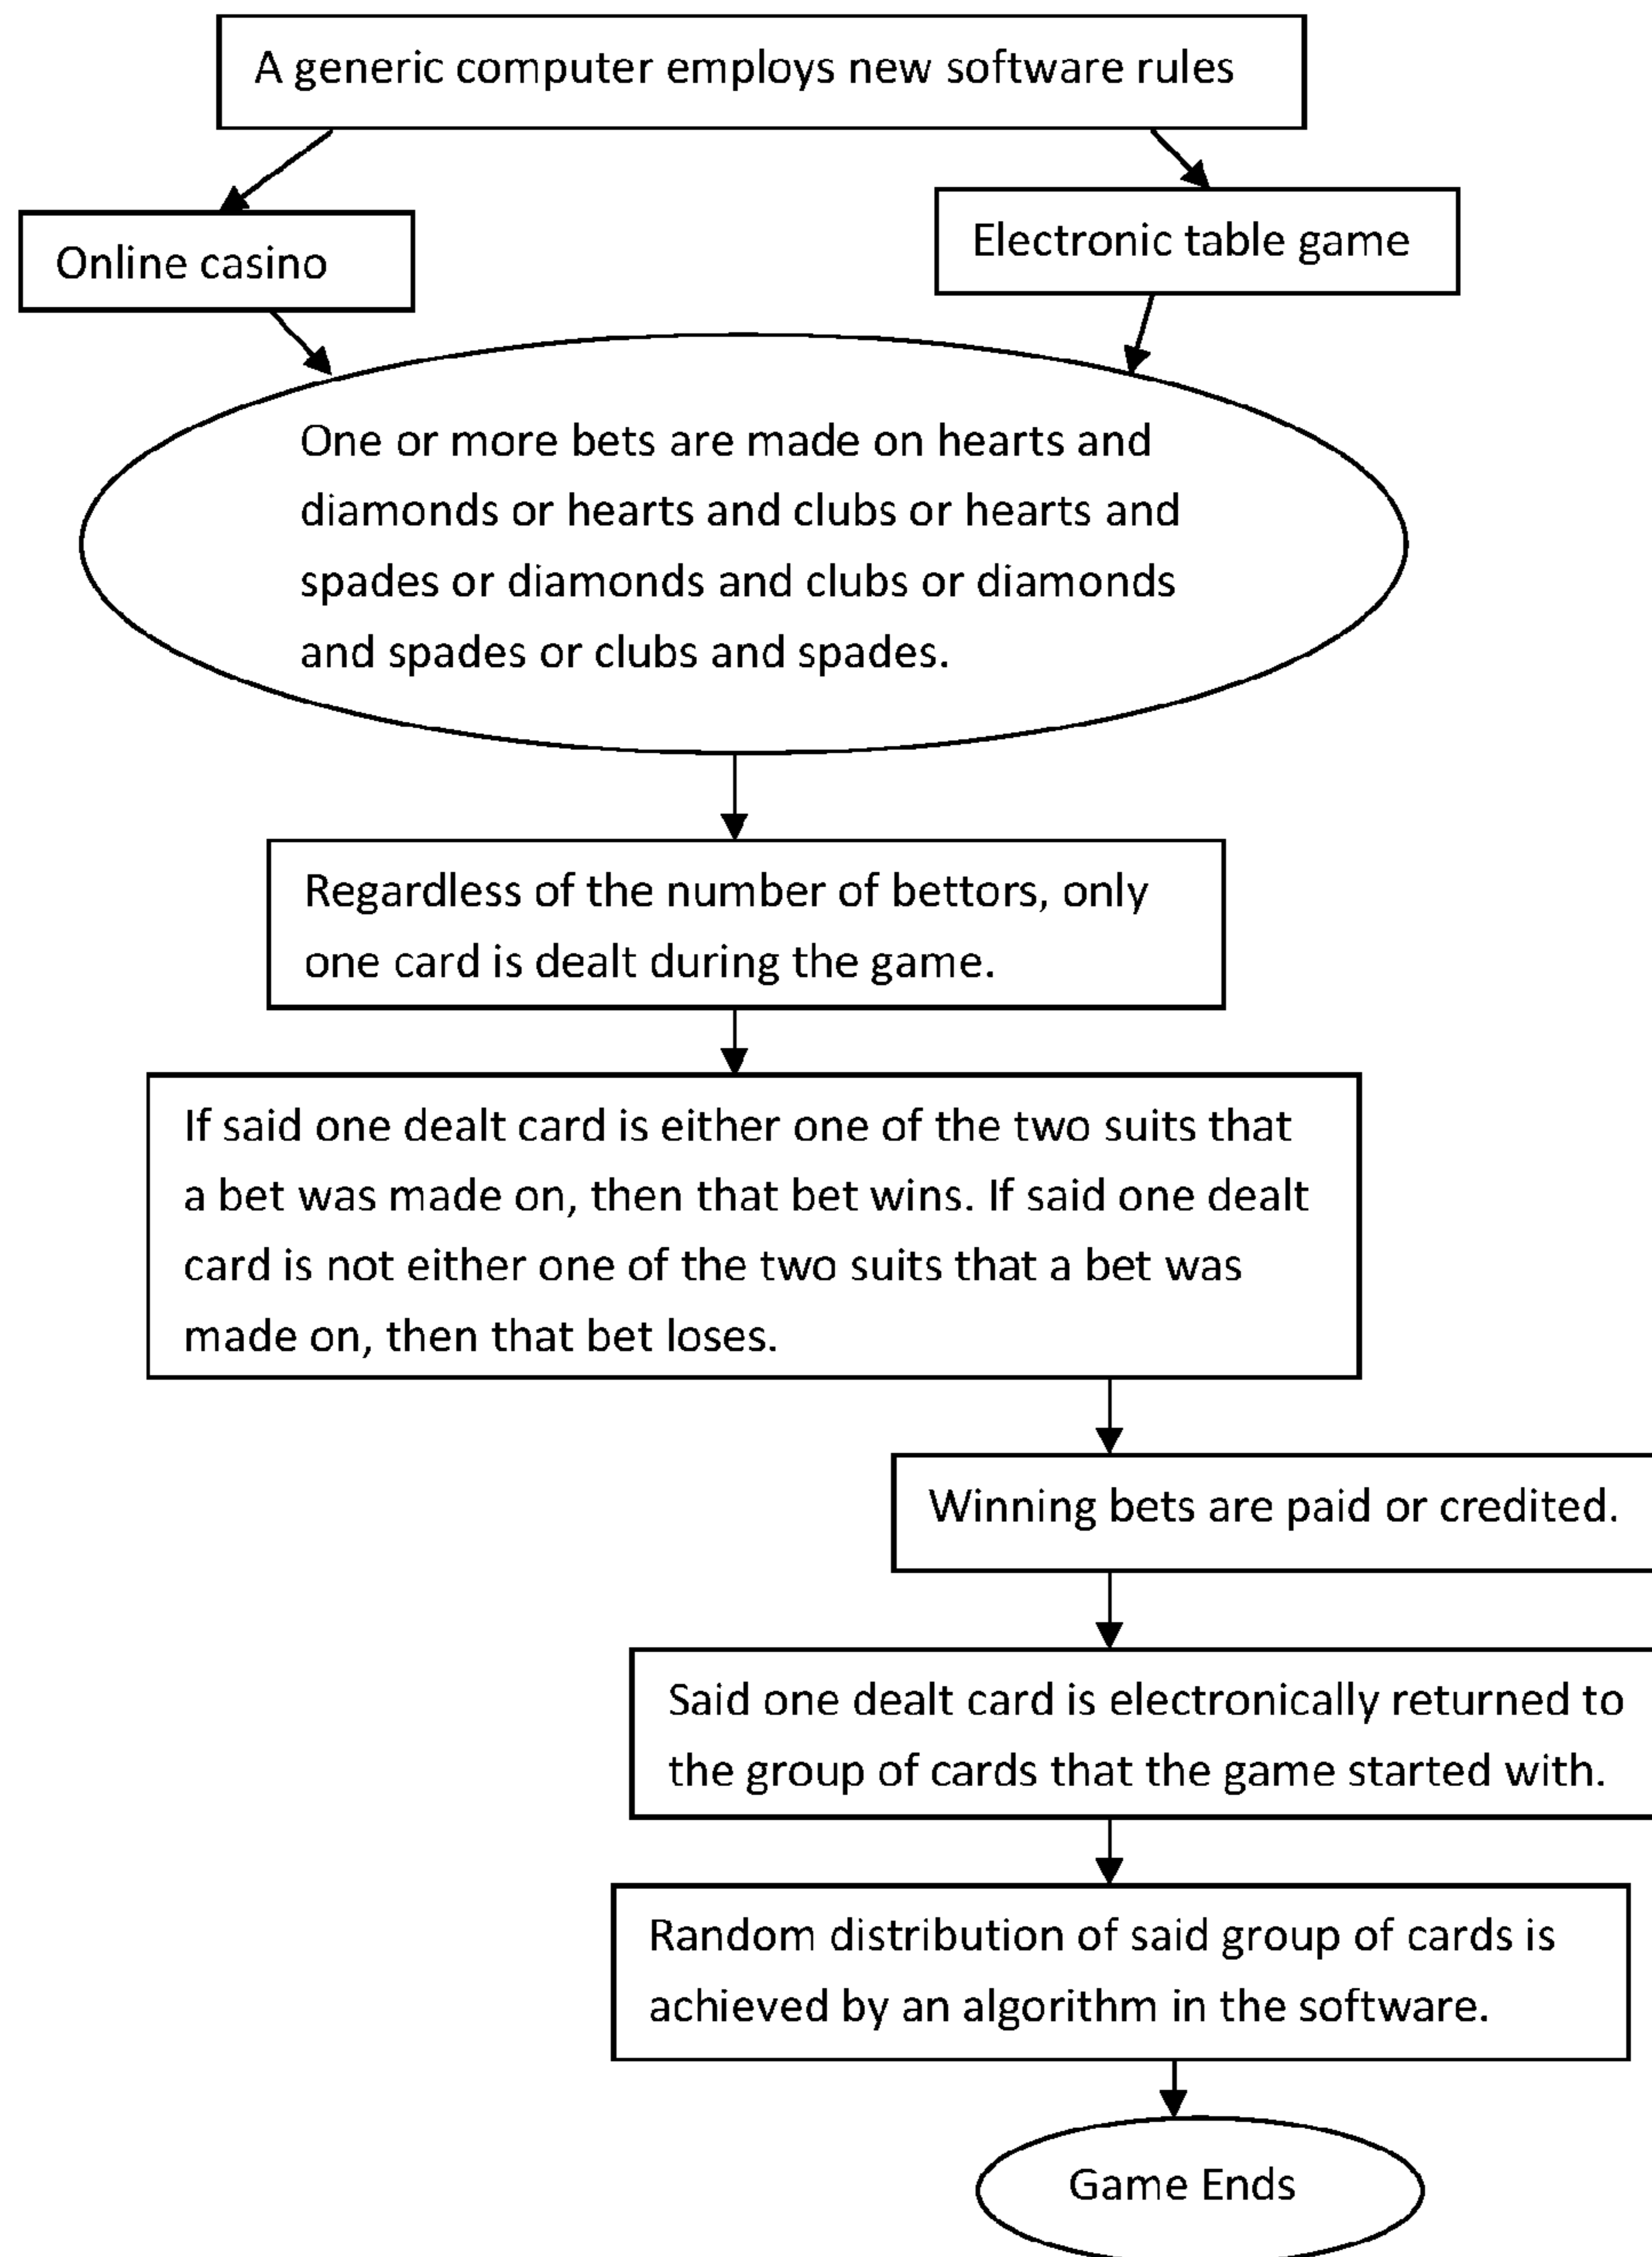 A generic computer employs new software rules
Online casino
Electronic table game
One or more bets are made on hearts and
diamonds or hearts and clubs or hearts and
spades or diamonds and clubs or diamonds
and spades or clubs and spades.
Regardless of the number of bettors, only
one card is dealt during the game.
If said one dealt card is either one of the two suits that
a bet was made on, then that bet wins. If said one dealt
card is not either one of the two suits that a bet was
made on, then that bet loses.
Winning bets are paid or credited.
Said one dealt card is electronically returned to
the group of cards that the game started with.
Random distribution of said group of cards is
achieved by an algorithm in the software.
Game Ends